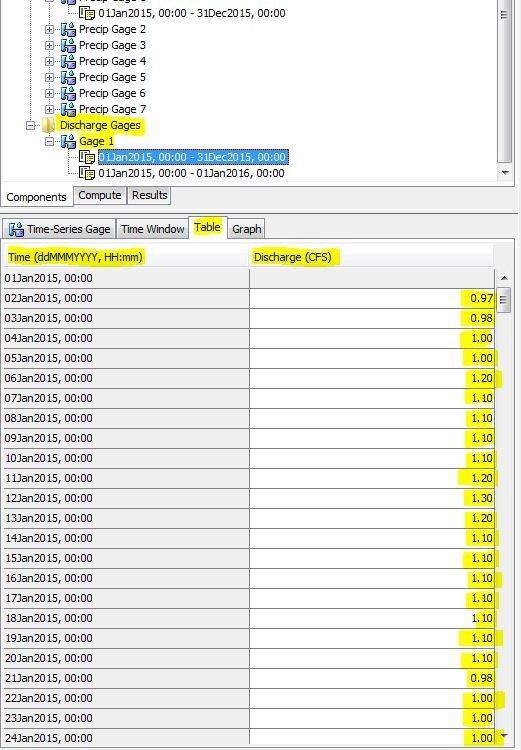 01Jan2015, 00:00 - 31Dec2015, 00:00
Precip Gage 2
Precip Gage 3
Precip Gage 4
Precip Gage 5
Precip Gage 6
Precip Gage 7
Discharge Gages
Gage 1
01Jan2015, 00:00 - 31Dec2015, 00:00
01Jan2015, 00:00 - 01Jan2016, 00:00
Components Compute Results
Time-Series Gage Time Window Table Graph
Time (ddMMMYYYY, HH:mm) Discharge (CFS)
01Jan2015, 00:00
02Jan2015, 00:00 0.97
03Jan2015, 00:00 0.98
04Jan2015, 00:00 1.00
05Jan2015, 00:00 1.00
06Jan2015, 00:00 1.20
07Jan2015, 00:00 1.10
08Jan2015, 00:00 1.10
09Jan2015, 00:00 1.10
10Jan2015, 00:00 1.10
11Jan2015, 00:00 1.20
12Jan2015, 00:00 1.30
13Jan2015, 00:00 1.20
14Jan2015, 00:00 1.10
15Jan2015, 00:00 1.10
16Jan2015, 00:00 1.10
17Jan2015, 00:00 1.10
18Jan2015, 00:00 1.10
19Jan2015, 00:00 1.10
20Jan2015, 00:00 1.10
21Jan2015, 00:00 0.98
22Jan2015, 00:00 1.00
23Jan2015, 00:00 1.00
24Jan2015, 00:00 1.00